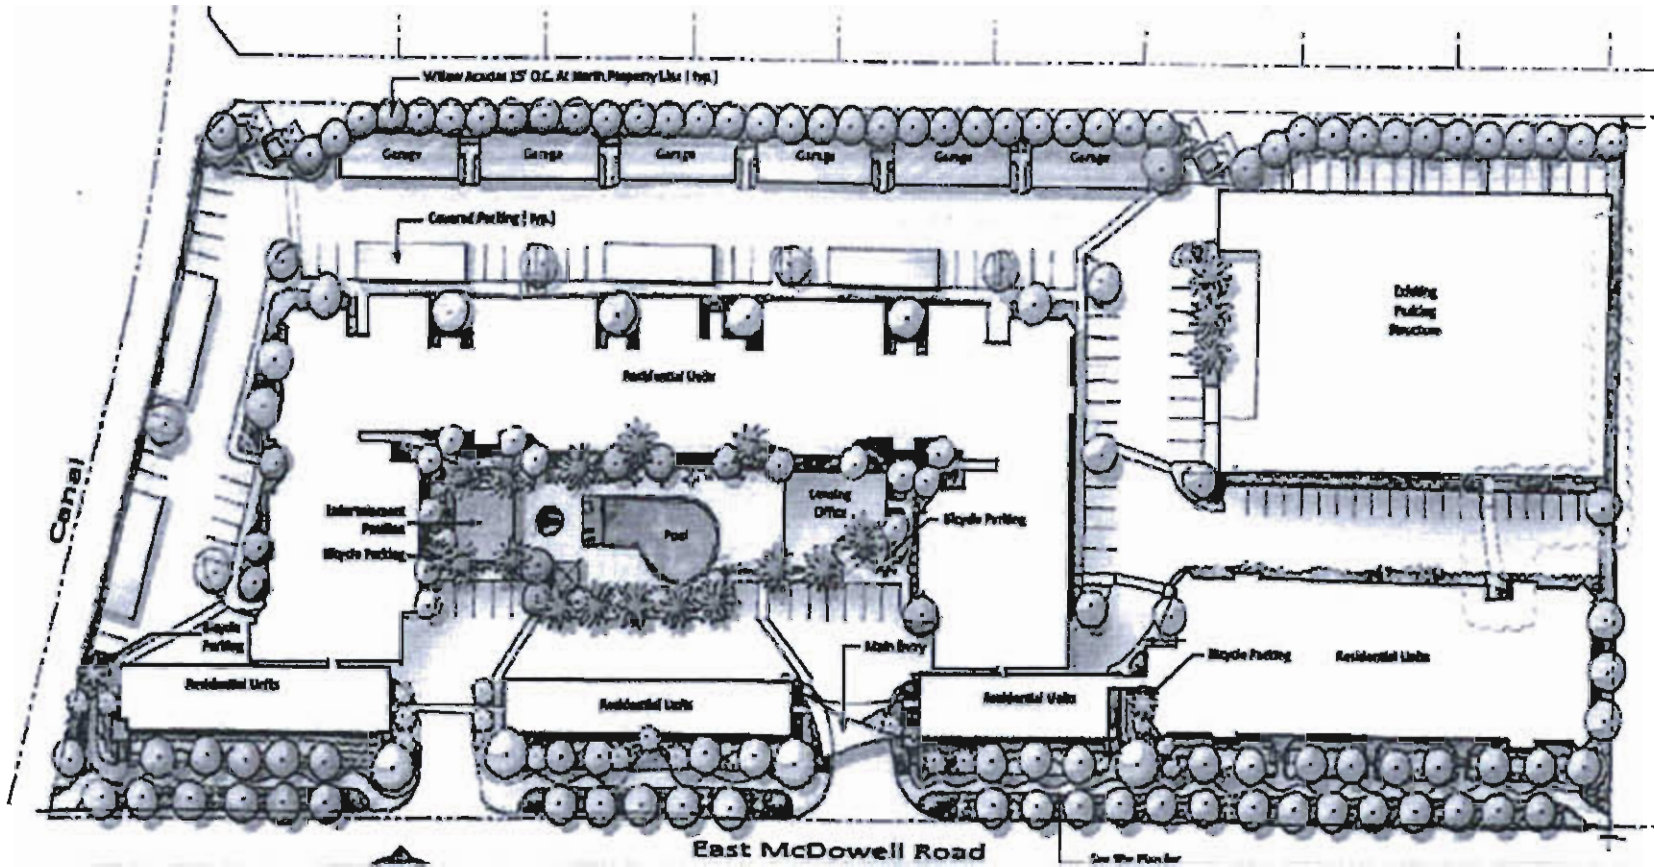 Willow Acacias 15' O.C. At North Property Line [typ.]
Garage
Garage
Garage
Garage
Garage
Garage
Covered Parking [typ.]
Existing
Parking
Structure
Residential Units
Canal
Entertainment
Pavilion
Bicycle Parking
Pool
Leasing
Office
Bicycle Parking
Bicycle
Parking
Main Entry
Bicycle Parking
Residential Units
Residential Units
Residential Units
Residential Units
East McDowell Road